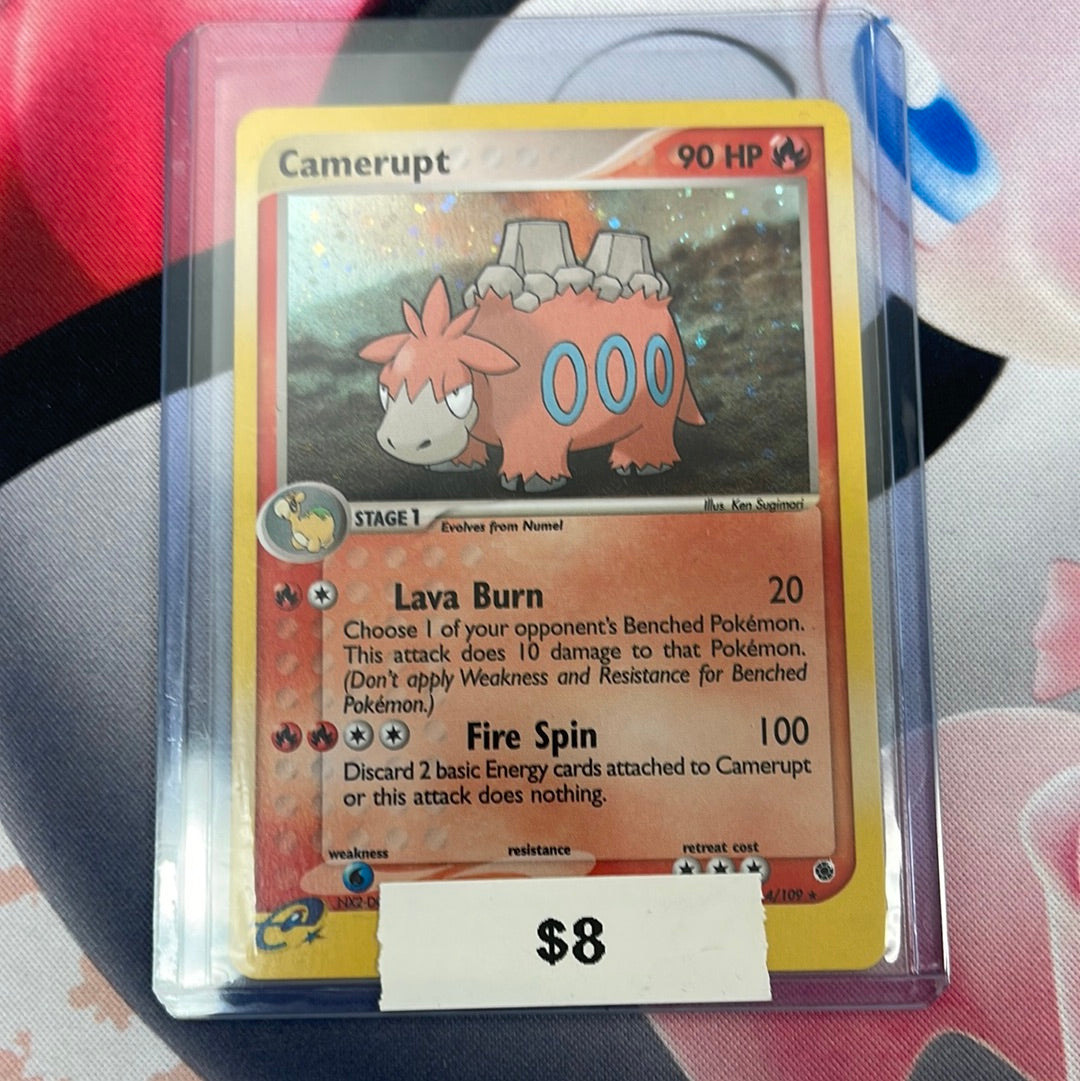 Camerupt 90 HP
Illus. Ken Sugimori
STAGE 1 Evolves from Numel
Lava Burn 20
Choose 1 of your opponent's Benched Pokémon.
This attack does 10 damage to that Pokémon.
(Don't apply Weakness and Resistance for Benched
Pokémon.)
Fire Spin 100
Discard 2 basic Energy cards attached to Camerupt
or this attack does nothing.
weakness resistance retreat cost
4/109 ★
e
$8